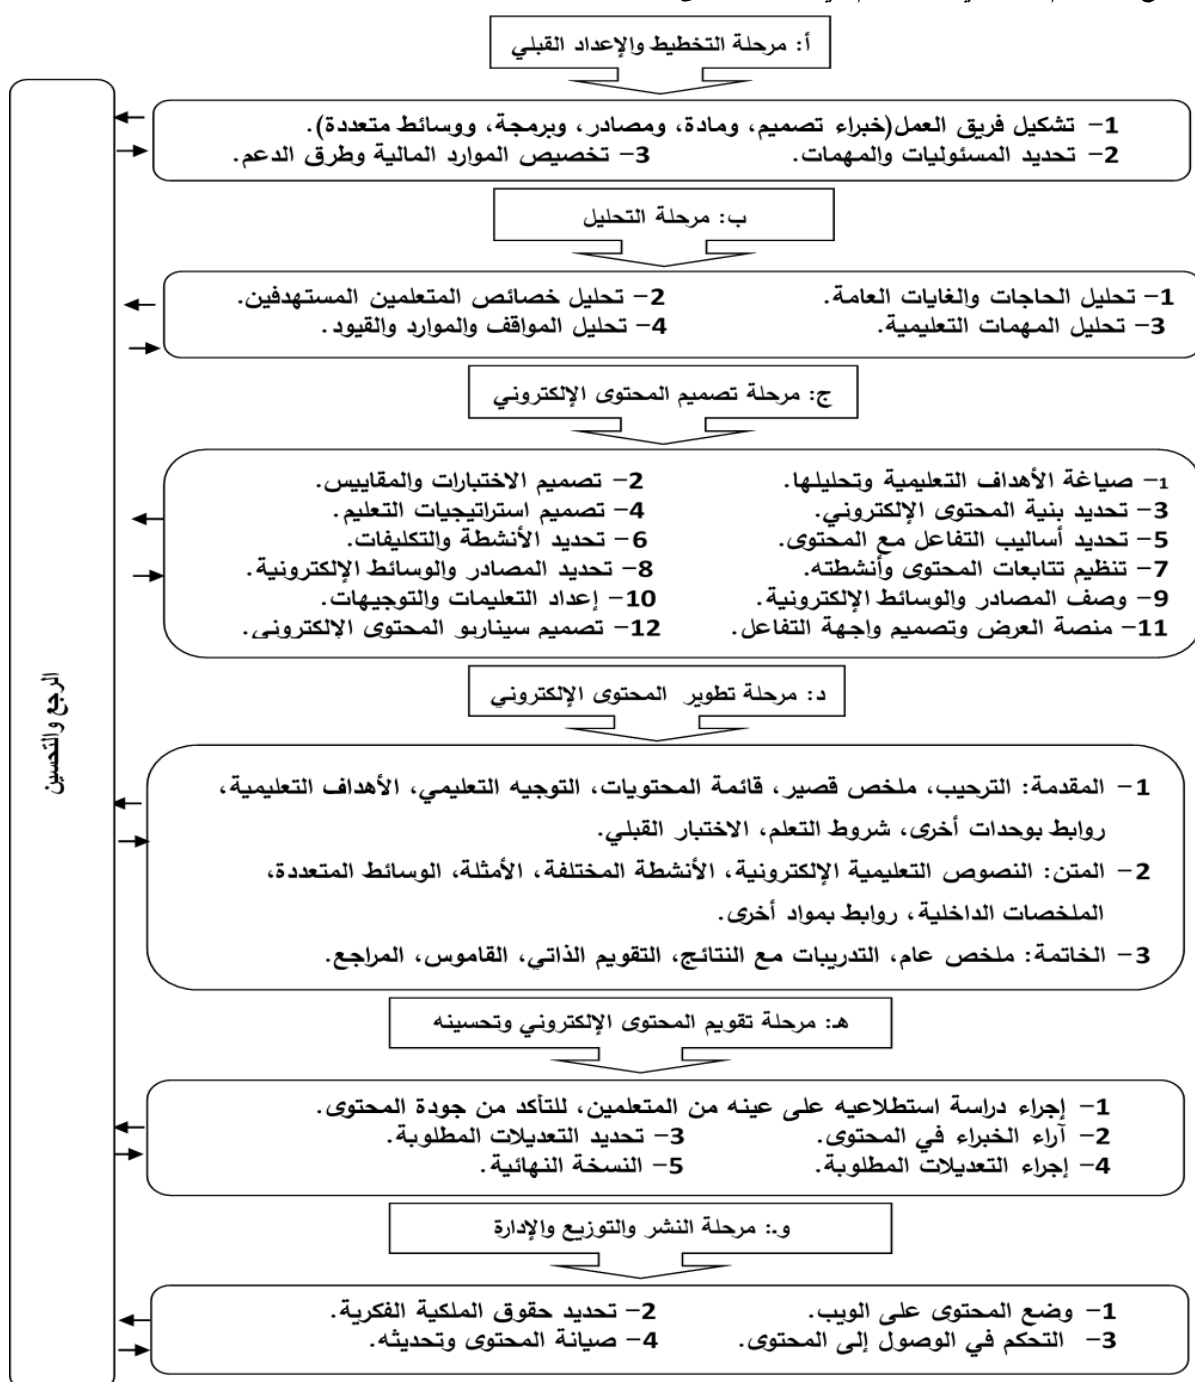 أ: مرحلة التخطيط والإعداد القبلي
1- تشكيل فريق العمل(خبراء تصميم، ومادة، ومصادر، وبرمجة، ووسائط متعددة).
2- تحديد المسئوليات والمهمات. 3- تخصيص الموارد المالية وطرق الدعم.
ب: مرحلة التحليل
1- تحليل الحاجات والغايات العامة. 2- تحليل خصائص المتعلمين المستهدفين.
3- تحليل المهمات التعليمية. 4- تحليل المواقف والموارد والقيود.
ج: مرحلة تصميم المحتوى الإلكتروني
1- صياغة الأهداف التعليمية وتحليلها. 2- تصميم الاختبارات والمقاييس.
3- تحديد بنية المحتوى الإلكتروني. 4- تصميم استراتيجيات التعليم.
5- تحديد أساليب التفاعل مع المحتوى. 6- تحديد الأنشطة والتكليفات.
7- تنظيم تتابعات المحتوى وأنشطته. 8- تحديد المصادر والوسائط الإلكترونية.
9- وصف المصادر والوسائط الإلكترونية. 10- إعداد التعليمات والتوجيهات.
11- منصة العرض وتصميم واجهة التفاعل. 12- تصميم سيناريو المحتوى الإلكتروني.
د: مرحلة تطوير المحتوى الإلكتروني
1- المقدمة: الترحيب، ملخص قصير، قائمة المحتويات، التوجيه التعليمي، الأهداف التعليمية،
روابط بوحدات أخرى، شروط التعلم، الاختبار القبلي.
2- المتن: النصوص التعليمية الإلكترونية، الأنشطة المختلفة، الأمثلة، الوسائط المتعددة،
الملخصات الداخلية، روابط بمواد أخرى.
3- الخاتمة: ملخص عام، التدريبات مع النتائج، التقويم الذاتي، القاموس، المراجع.
هـ: مرحلة تقويم المحتوى الإلكتروني وتحسينه
1- إجراء دراسة استطلاعيه على عينه من المتعلمين، للتأكد من جودة المحتوى.
2- آراء الخبراء في المحتوى. 3- تحديد التعديلات المطلوبة.
4- إجراء التعديلات المطلوبة. 5- النسخة النهائية.
وـ: مرحلة النشر والتوزيع والإدارة
1- وضع المحتوى على الويب. 2- تحديد حقوق الملكية الفكرية.
3- التحكم في الوصول إلى المحتوى. 4- صيانة المحتوى وتحديثه.
الرجع والتحسين